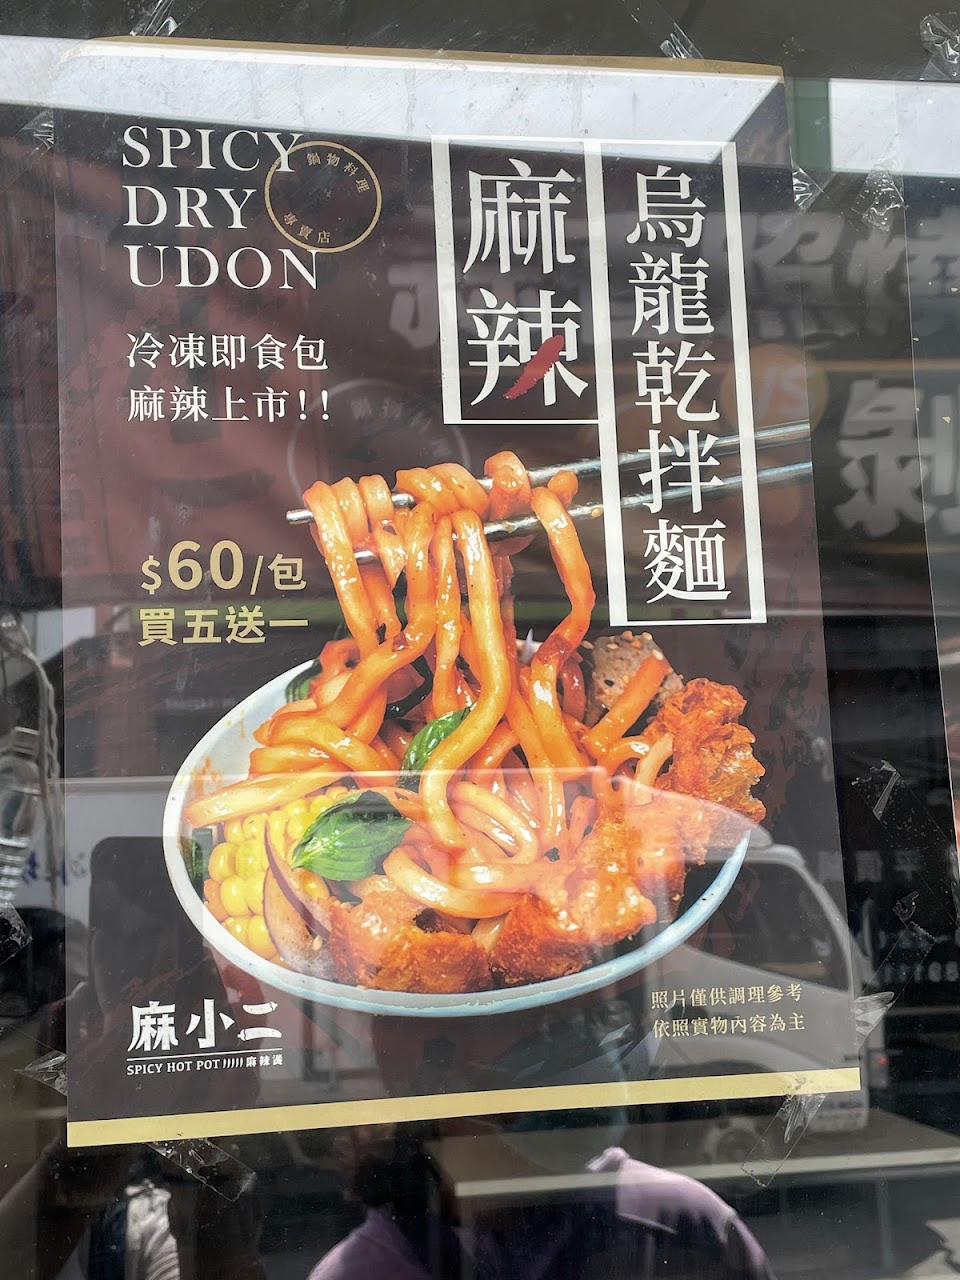 SPICY
DRY
UDON
鍋物料理
專賣店
冷凍即食包
麻辣上市!!
麻辣
烏龍乾拌麵
$60/包
買五送一
麻小二
SPICY HOT POT 麻辣燙
照片僅供調理參考
依照實物內容為主